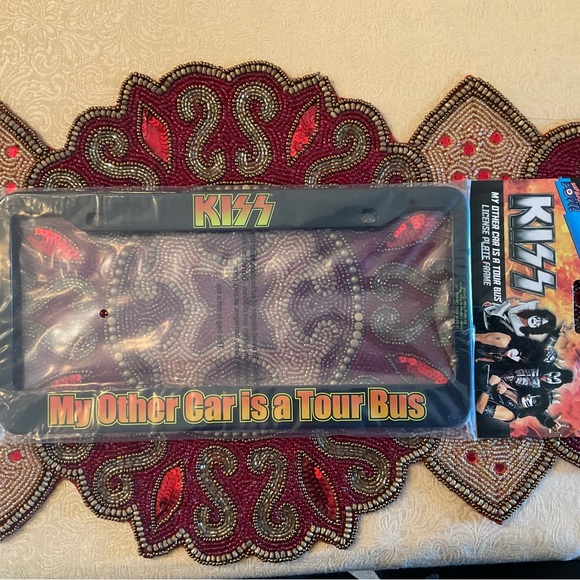 KISS
My Other Car is a Tour Bus
KISS
MY OTHER CAR IS A TOUR BUS
LICENSE PLATE FRAME